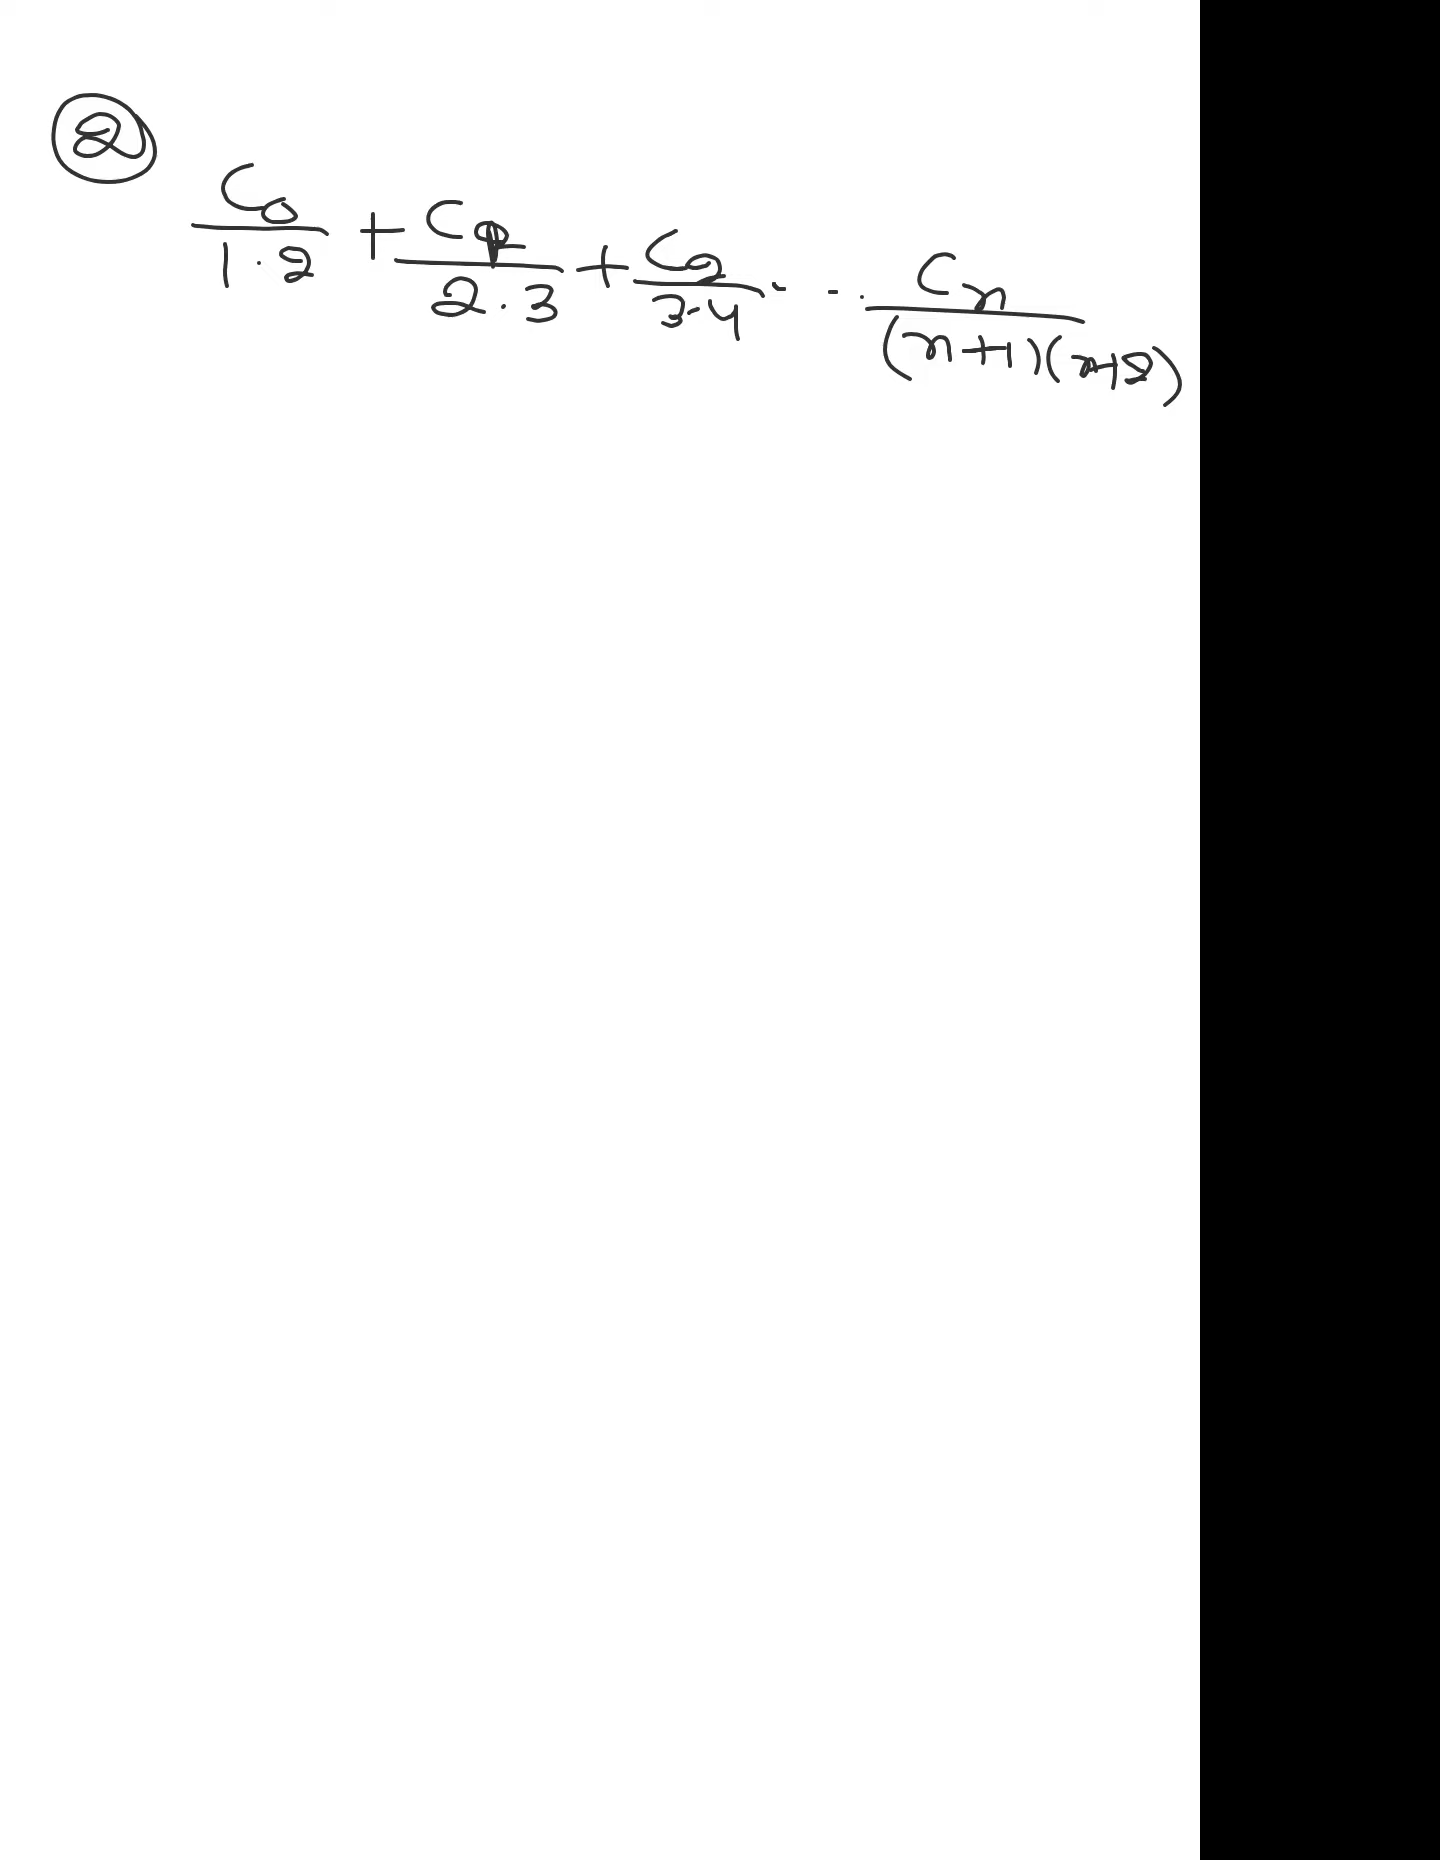 ②
C₀/1·2 + C₁/2·3 + C₂/3·4 · - · Cₙ/(n+1)(n+2)